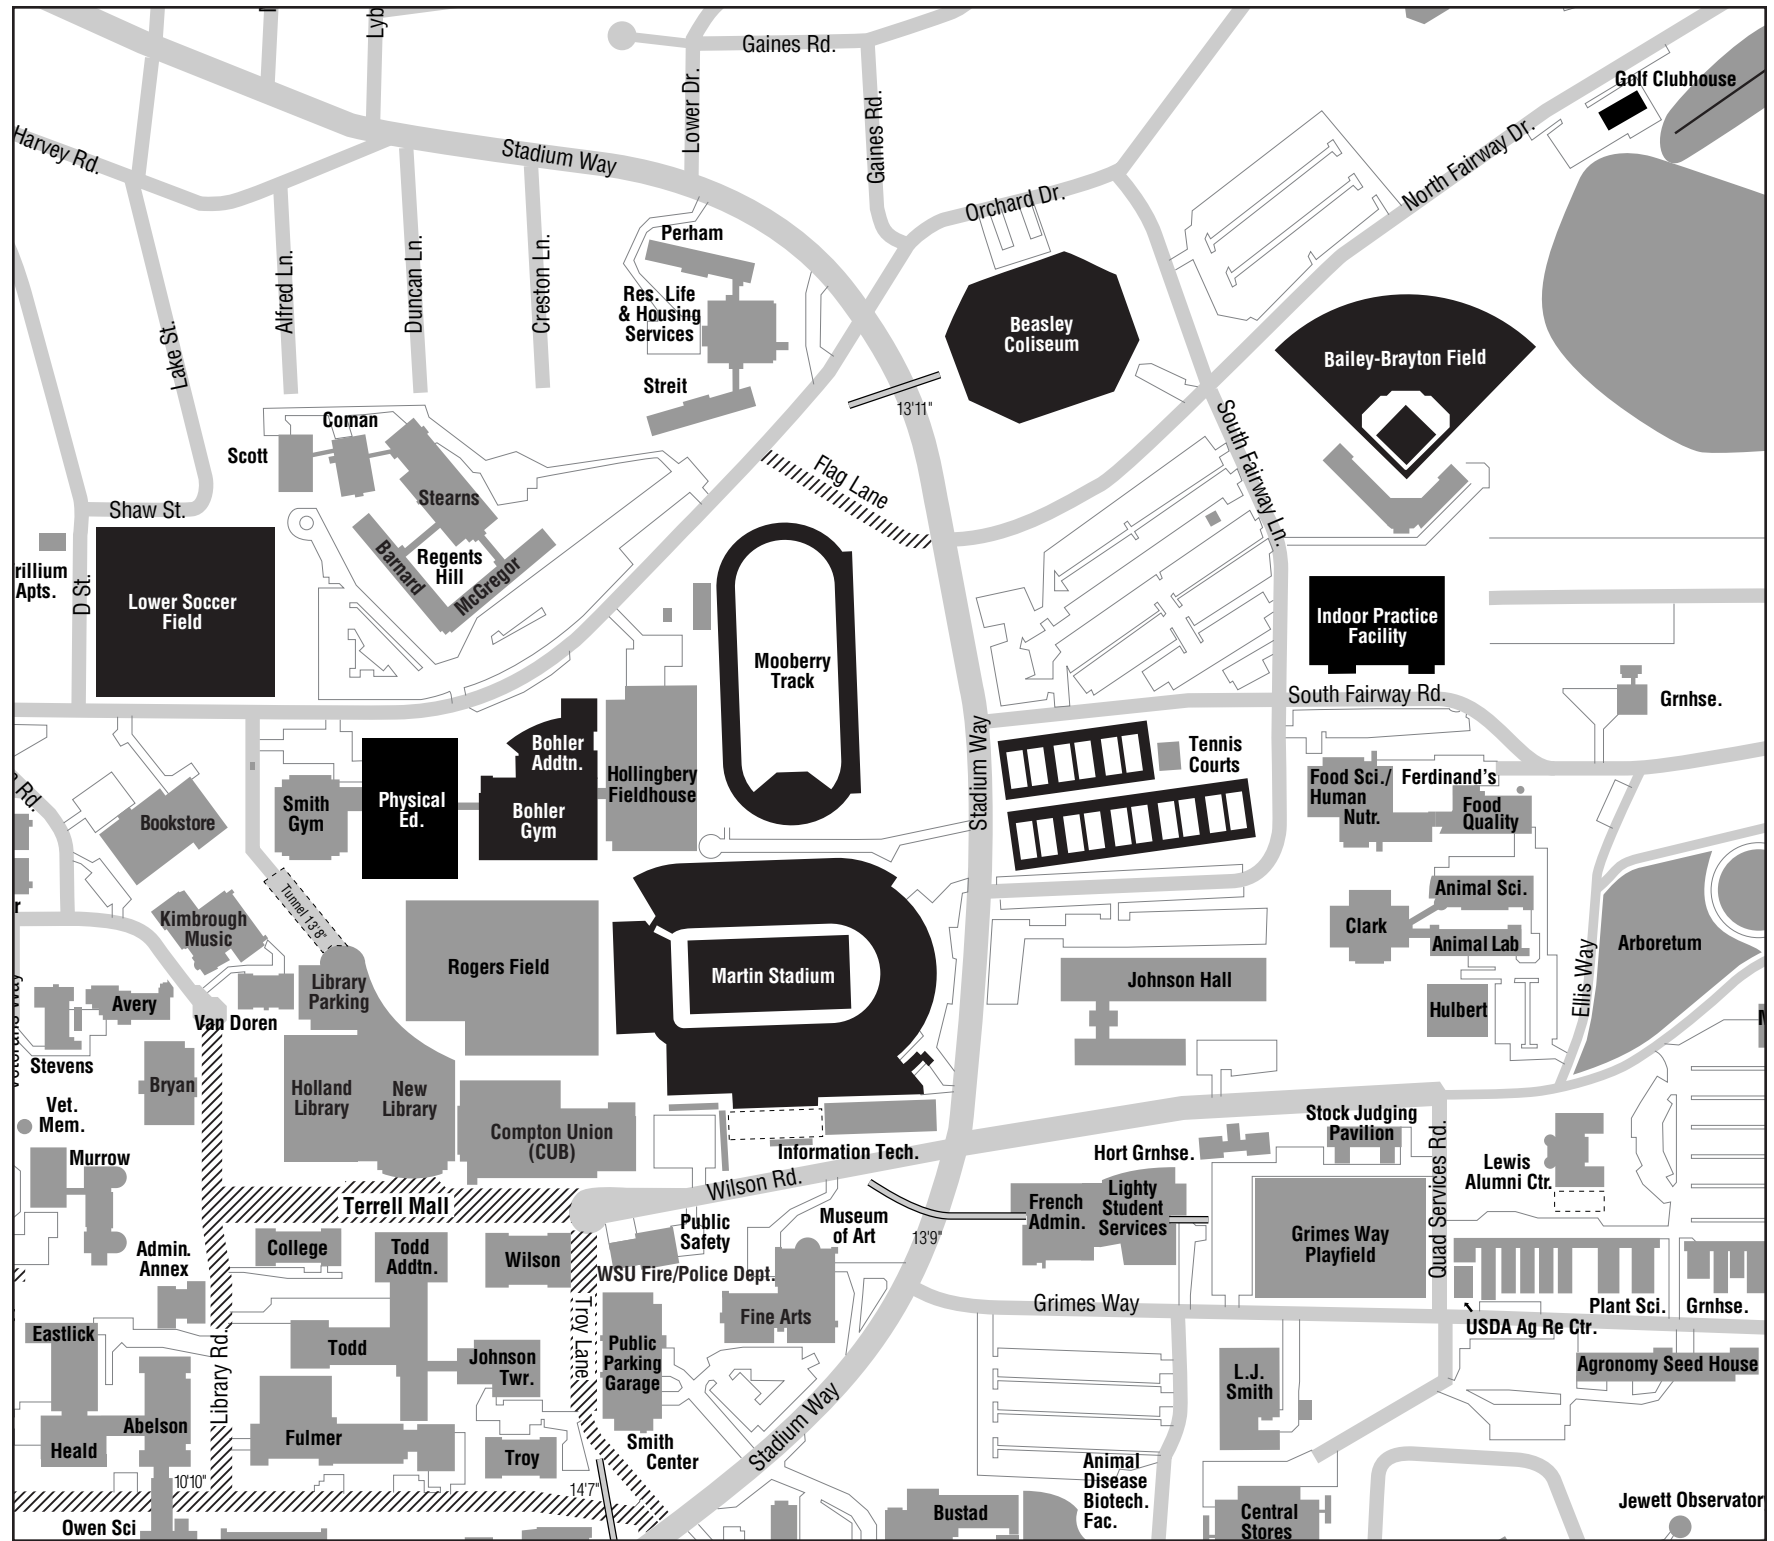 Gaines Rd.
Lower Dr.
Gaines Rd.
Golf Clubhouse
Harvey Rd.
Stadium Way
North Fairway Dr.
Orchard Dr.
Perham
Alfred Ln.
Duncan Ln.
Creston Ln.
Res. Life
& Housing
Services
Lake St.
Beasley
Coliseum
Bailey-Brayton Field
Streit
13'11"
Coman
Scott
South Fairway Ln.
Flag Lane
Stearns
Shaw St.
Barnard
Regents
Hill
McGregor
rillium
Apts.
D St.
Lower Soccer
Field
Indoor Practice
Facility
Mooberry
Track
South Fairway Rd.
Grnhse.
Stadium Way
Tennis
Courts
Bohler
Addtn.
Hollingbery
Fieldhouse
Physical
Ed.
Smith
Gym
Bohler
Gym
Bookstore
Rd.
Food Sci./
Human
Nutr.
Ferdinand's
Food
Quality
Tunnel 13'8"
Animal Sci.
Kimbrough
Music
Clark
Animal Lab
Arboretum
Rogers Field
Martin Stadium
Library
Parking
Johnson Hall
Ellis Way
Hulbert
Avery
Van Doren
Stevens
Bryan
Holland
Library
New
Library
Vet.
Mem.
Stock Judging
Pavilion
Compton Union
(CUB)
Information Tech.
Hort Grnhse.
Quad Services Rd.
Murrow
Lewis
Alumni Ctr.
Wilson Rd.
Terrell Mall
French
Admin.
Lighty
Student
Services
Public
Safety
Museum
of Art
13'9"
Grimes Way
Playfield
Admin.
Annex
College
Todd
Addtn.
Wilson
WSU Fire/Police Dept.
Grimes Way
Plant Sci.
Grnhse.
Fine Arts
USDA Ag Re Ctr.
Eastlick
Library Rd.
Todd
Troy Lane
Johnson
Twr.
Public
Parking
Garage
L.J.
Smith
Agronomy Seed House
Abelson
Heald
Fulmer
Troy
Smith
Center
Stadium Way
Animal
Disease
Biotech.
Fac.
10'10"
14'7"
Owen Sci
Bustad
Central
Stores
Jewett Observator